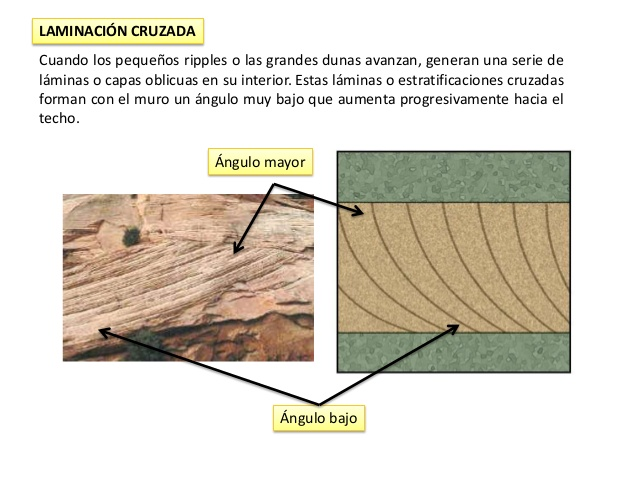 LAMINACIÓN CRUZADA
Cuando los pequeños ripples o las grandes dunas avanzan, generan una serie de
láminas o capas oblicuas en su interior. Estas láminas o estratificaciones cruzadas
forman con el muro un ángulo muy bajo que aumenta progresivamente hacia el
techo.
Ángulo mayor
Ángulo bajo